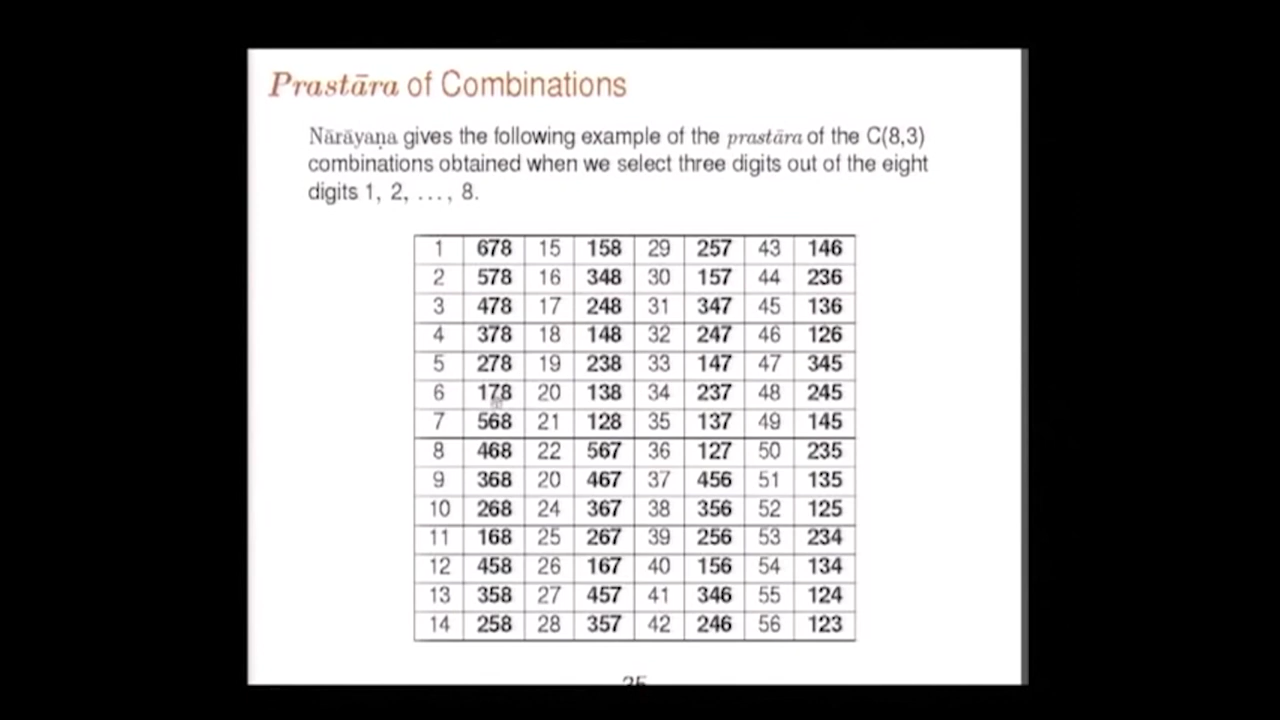 Prastāra of Combinations
Nārāyaṇa gives the following example of the prastāra of the C(8,3)
combinations obtained when we select three digits out of the eight
digits 1, 2, ..., 8.
1 678 15 158 29 257 43 146
2 578 16 348 30 157 44 236
3 478 17 248 31 347 45 136
4 378 18 148 32 247 46 126
5 278 19 238 33 147 47 345
6 178 20 138 34 237 48 245
7 568 21 128 35 137 49 145
8 468 22 567 36 127 50 235
9 368 20 467 37 456 51 135
10 268 24 367 38 356 52 125
11 168 25 267 39 256 53 234
12 458 26 167 40 156 54 134
13 358 27 457 41 346 55 124
14 258 28 357 42 246 56 123